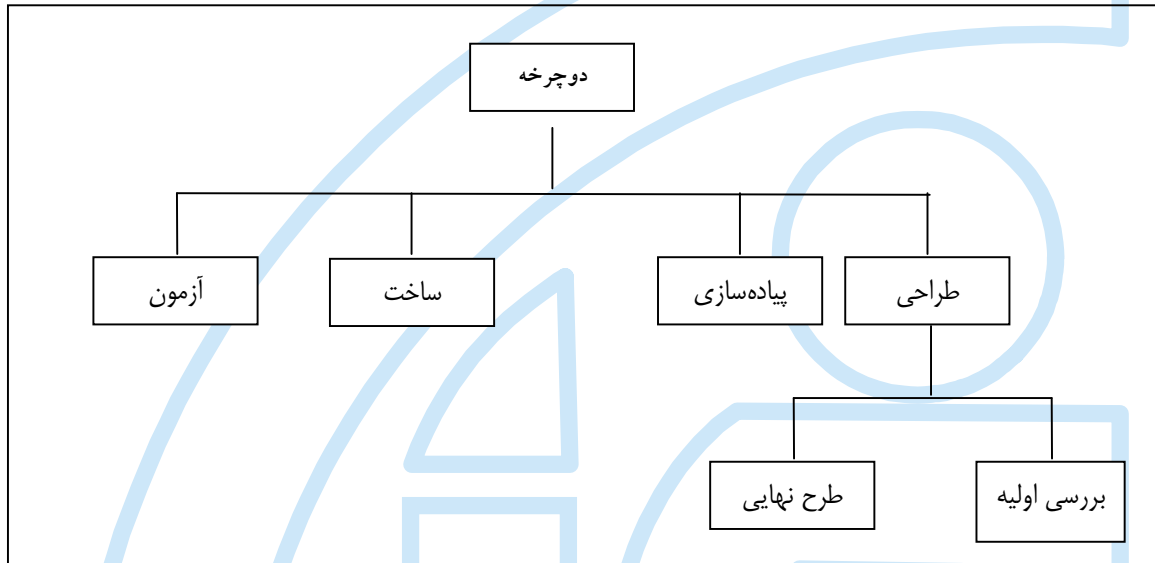 دوچرخه
طراحی
پیاده‌سازی
ساخت
آزمون
بررسی اولیه
طرح نهایی